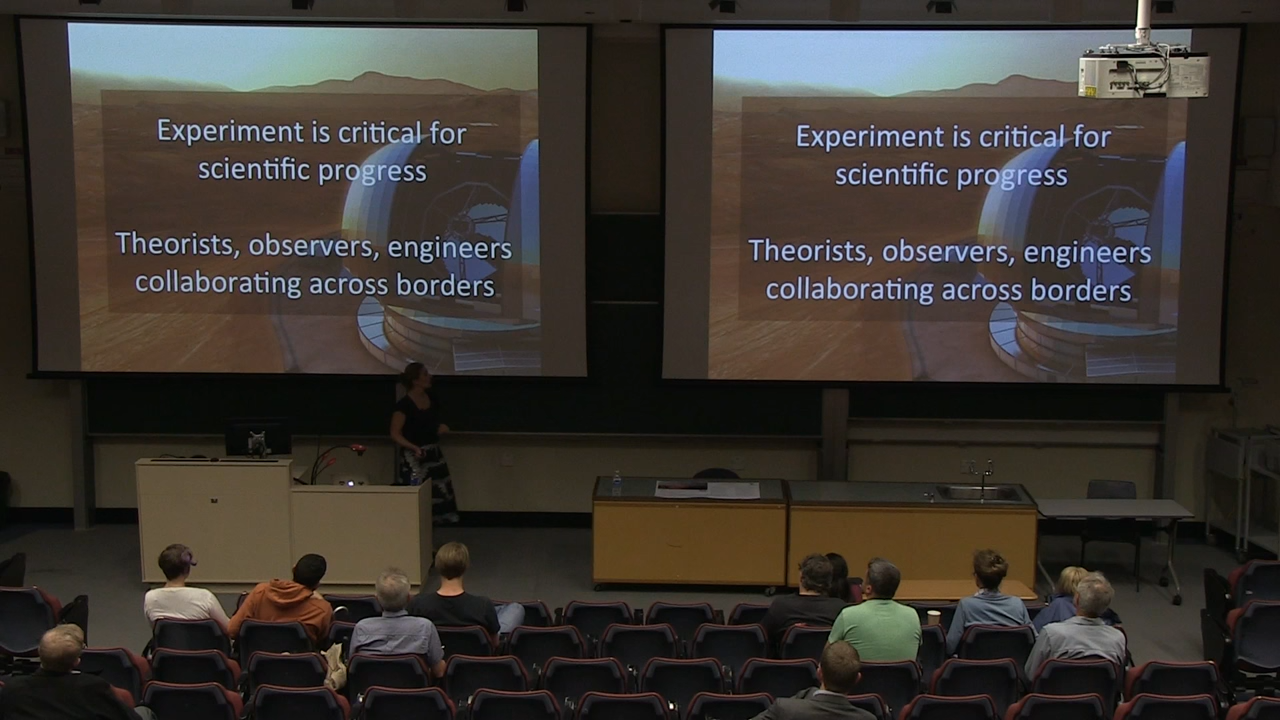 Experiment is critical for
scientific progress
Theorists, observers, engineers
collaborating across borders
Experiment is critical for
scientific progress
Theorists, observers, engineers
collaborating across borders